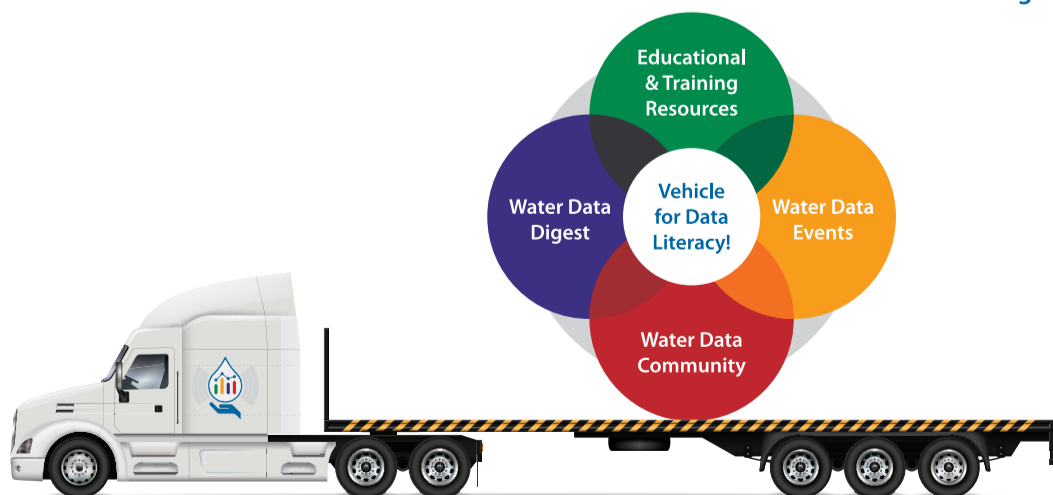 Educational
& Training
Resources
Water Data
Digest
Vehicle
for Data
Literacy!
Water Data
Events
Water Data
Community